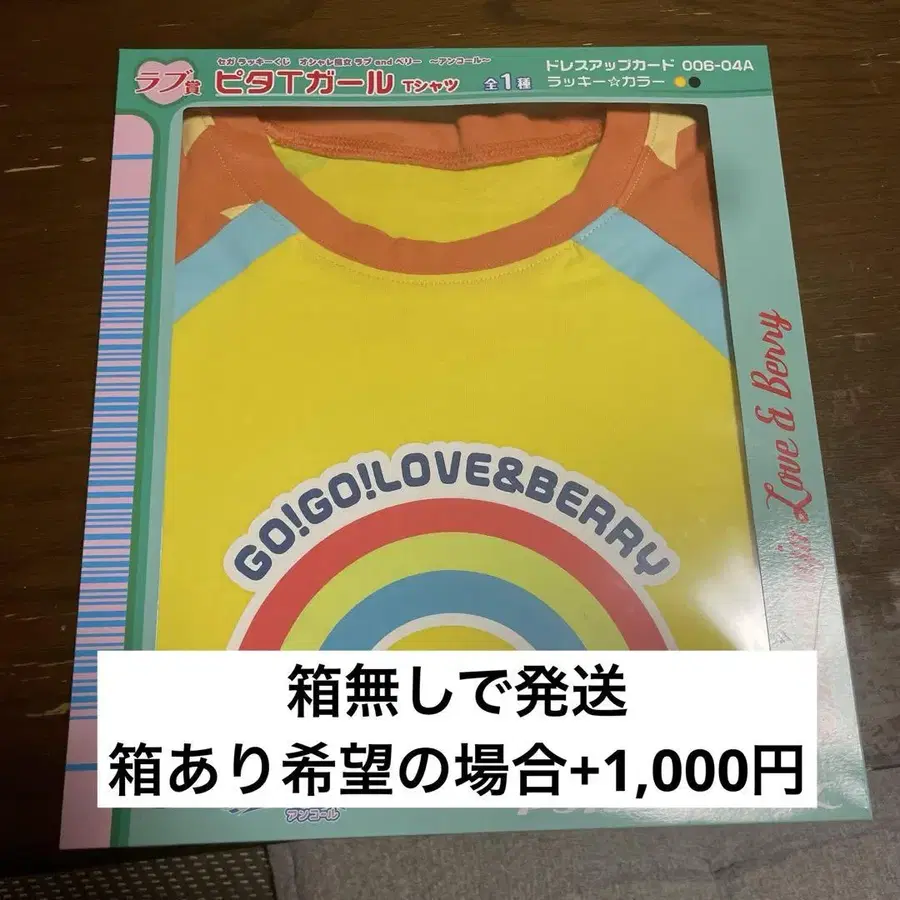 セガ ラッキーくじ オシャレ魔女 ラブ and ベリー ～アンコール～
ラブ賞 ピタTガール Tシャツ 全1種
ドレスアップカード 006-04A
ラッキー☆カラー
Love & Berry
GO!GO!LOVE&BERRY
箱無しで発送
箱あり希望の場合+1,000円
アンコール